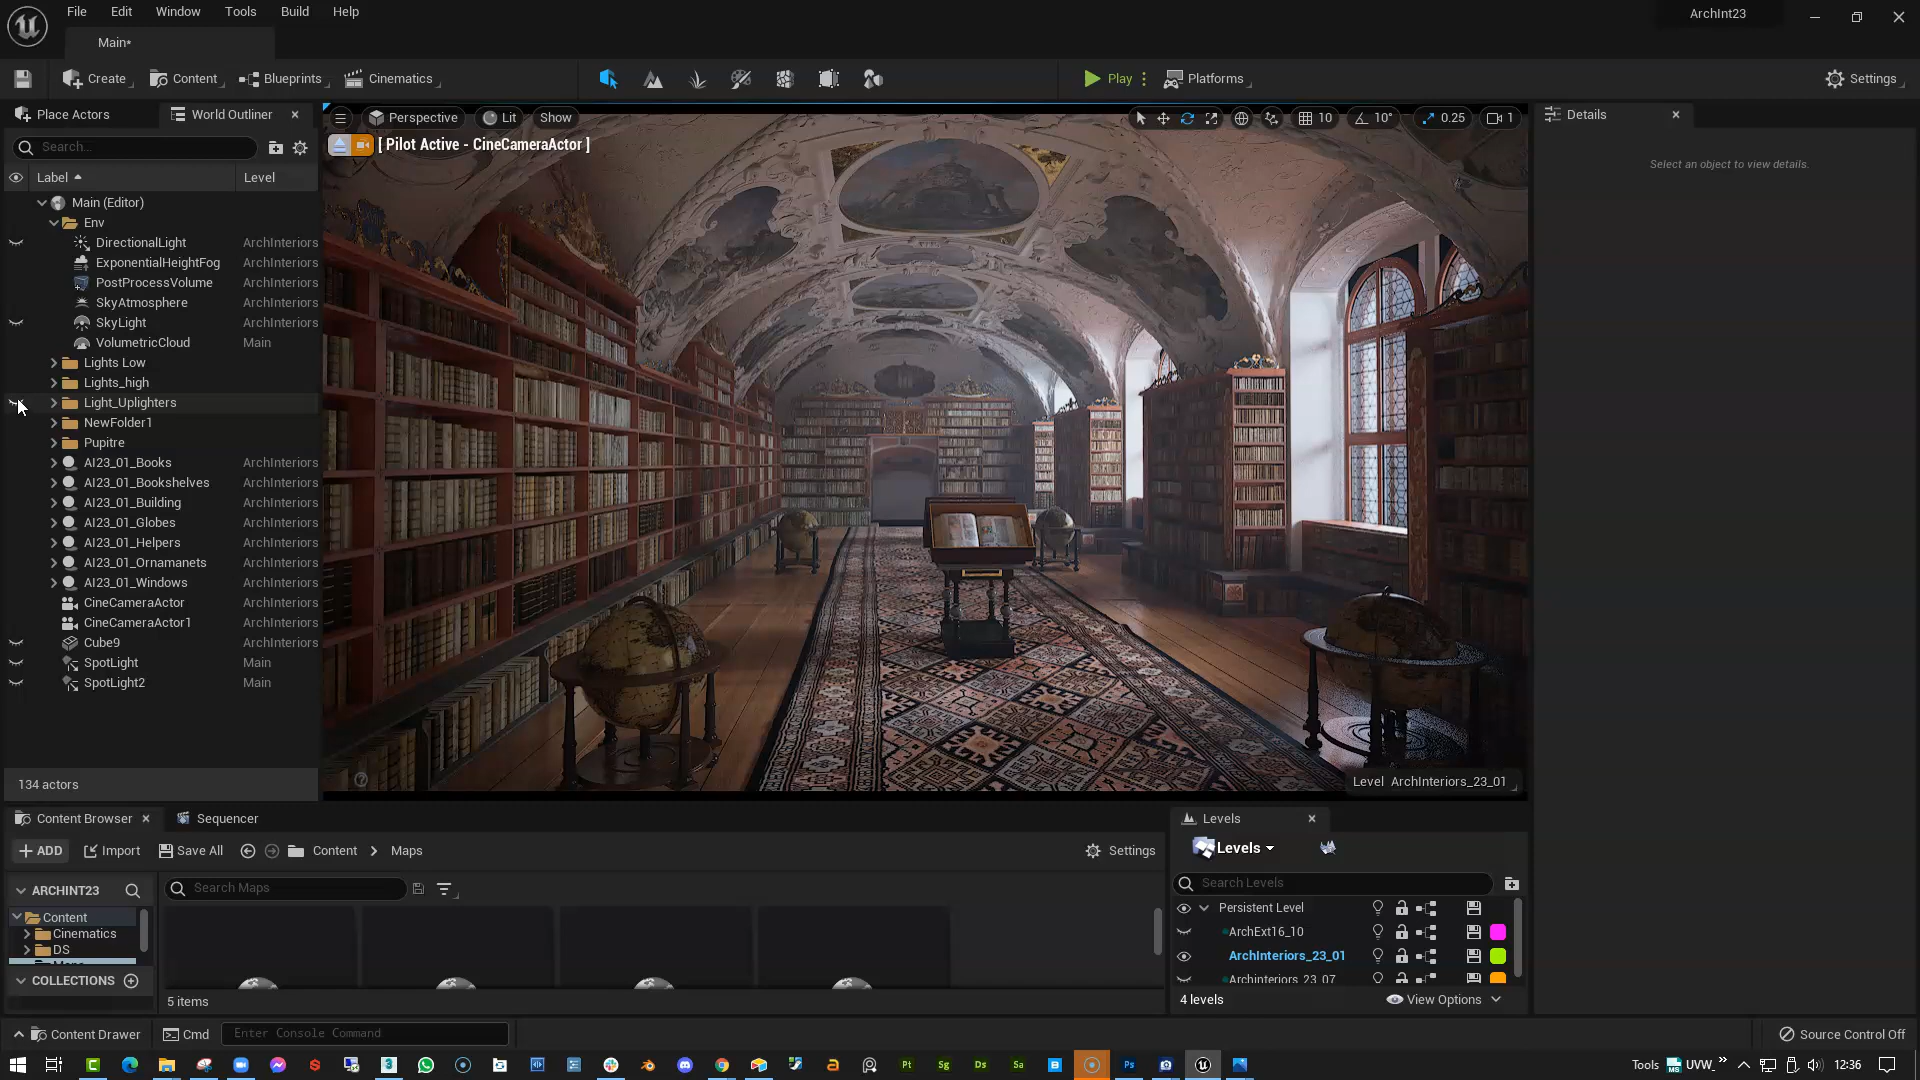 File Edit Window Tools Build Help
ArchInt23
Main*
Create Content Blueprints Cinematics Play Platforms Settings
Place Actors World Outliner Details
Perspective Lit Show 10 10° 0.25 1
[ Pilot Active - CineCameraActor ]
Search...
Select an object to view details.
Label Level
Main (Editor)
Env
DirectionalLight ArchInteriors
ExponentialHeightFog ArchInteriors
PostProcessVolume ArchInteriors
SkyAtmosphere ArchInteriors
SkyLight ArchInteriors
VolumetricCloud Main
Lights Low
Lights_high
Light_Uplighters
NewFolder1
Pupitre
AI23_01_Books ArchInteriors
AI23_01_Bookshelves ArchInteriors
AI23_01_Building ArchInteriors
AI23_01_Globes ArchInteriors
AI23_01_Helpers ArchInteriors
AI23_01_Ornamanets ArchInteriors
AI23_01_Windows ArchInteriors
CineCameraActor ArchInteriors
CineCameraActor1 ArchInteriors
Cube9 ArchInteriors
SpotLight Main
SpotLight2 Main
134 actors
Level ArchInteriors_23_01
Content Browser Sequencer
ADD Import Save All Content Maps Settings
ARCHINT23
Search Maps
Content
Cinematics
DS
COLLECTIONS
5 items
Levels
Levels
Search Levels
Persistent Level
ArchExt16_10
ArchInteriors_23_01
Archinteriors_23_07
4 levels View Options
Content Drawer Cmd Enter Console Command Source Control Off
Tools UVW_ 12:36